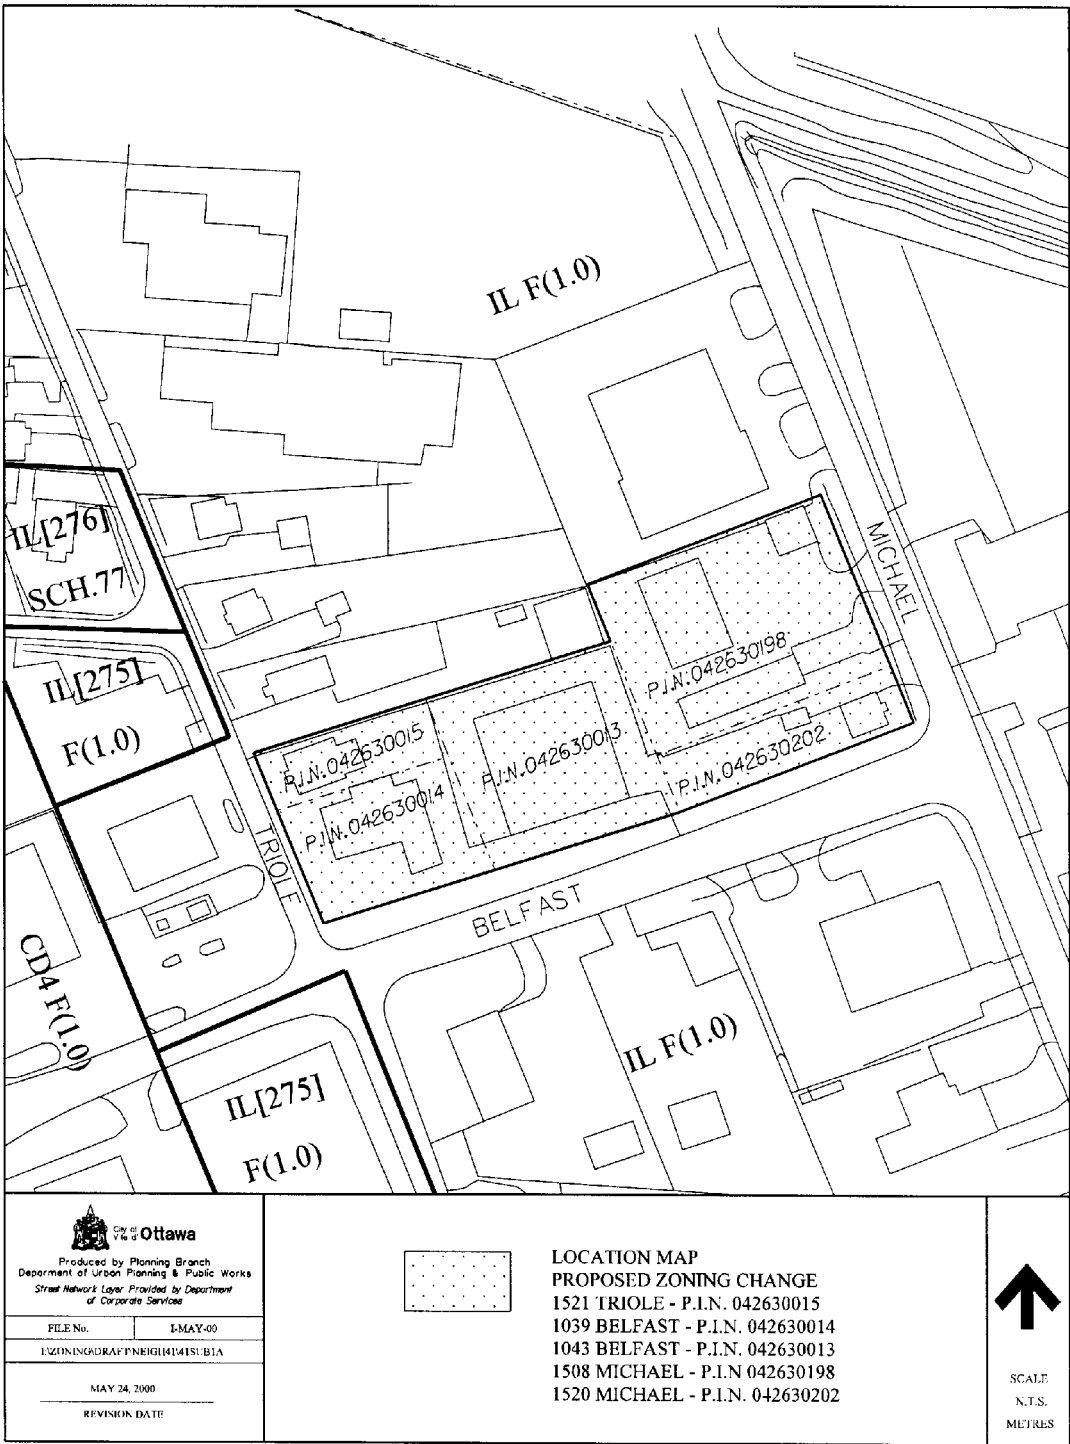 IL F(1.0)
IL[276]
SCH.77
MICHAEL
IL[275]
F(1.0)
P.I.N.042630198
P.I.N.042630015
P.I.N.042630013
P.I.N.042630202
P.I.N.042630014
TRIOLE
BELFAST
CD4 F(1.0)
IL F(1.0)
IL[275]
F(1.0)
City of
Ville d' Ottawa
Produced by Planning Branch
Deparment of Urban Planning & Public Works
Street Network Layer Provided by Department
of Corporate Services
FILE No. I-MAY-00
MAY 24, 2000
REVISION DATE
LOCATION MAP
PROPOSED ZONING CHANGE
1521 TRIOLE - P.I.N. 042630015
1039 BELFAST - P.I.N. 042630014
1043 BELFAST - P.I.N. 042630013
1508 MICHAEL - P.I.N 042630198
1520 MICHAEL - P.I.N. 042630202
SCALE
N.T.S.
METRES